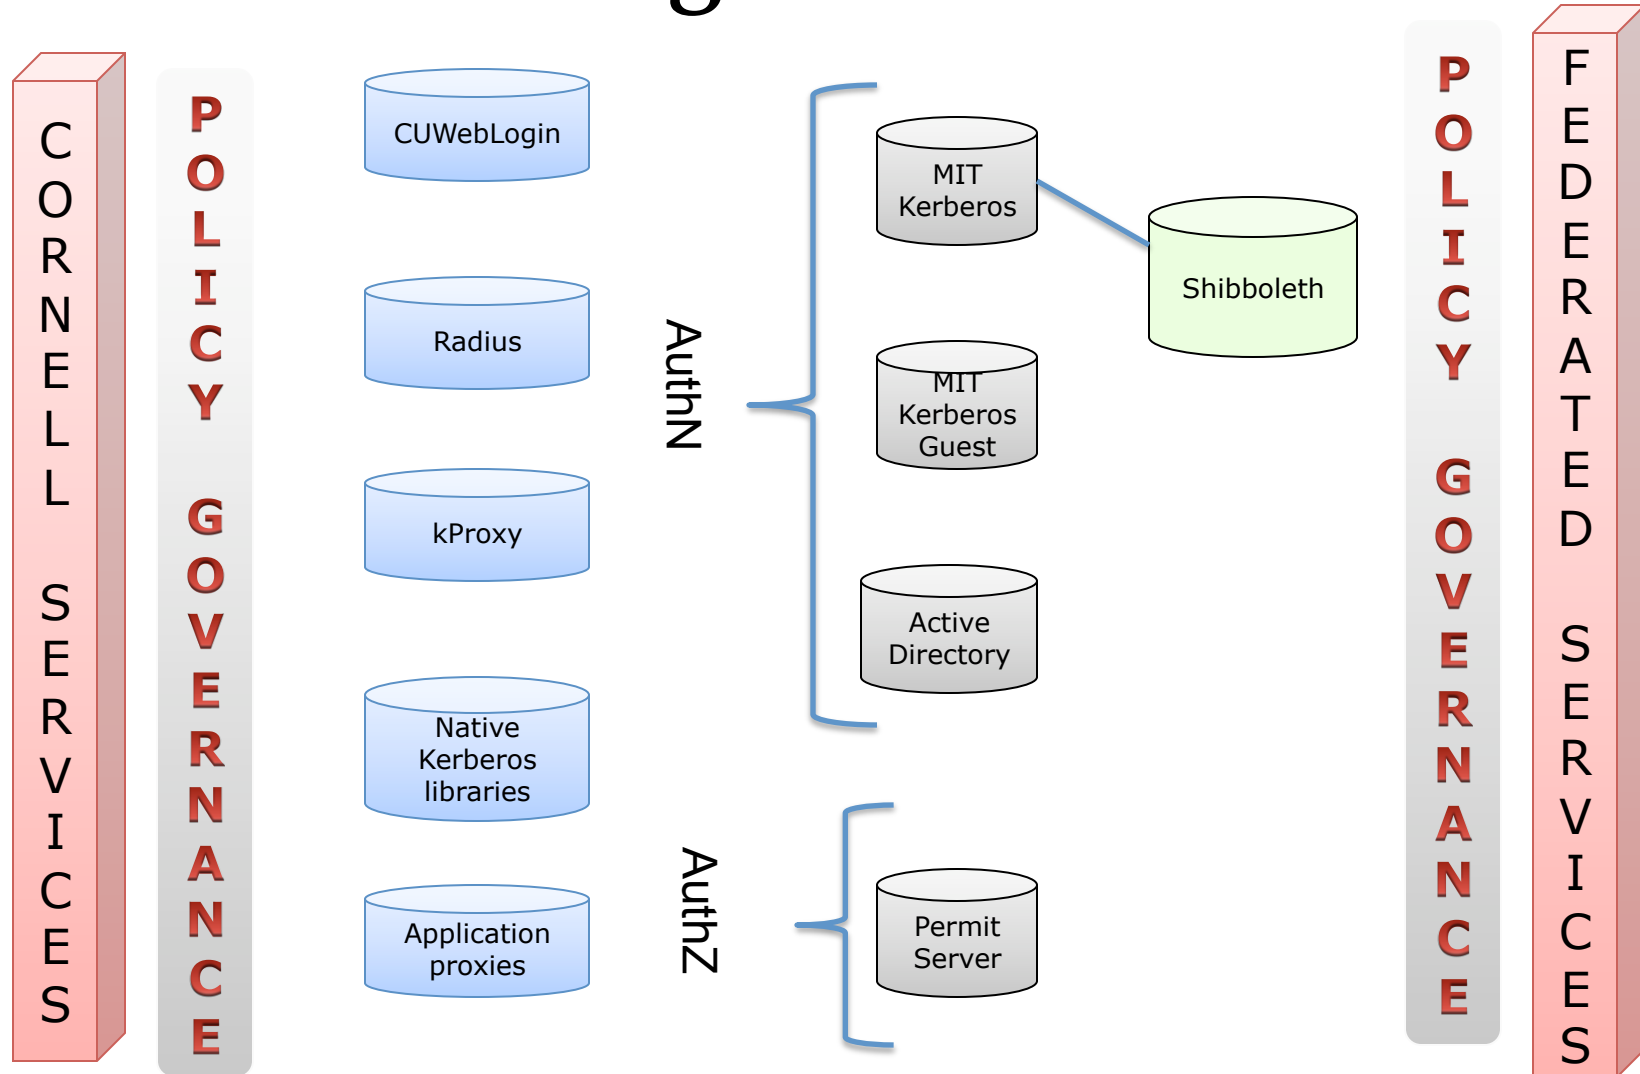 CORNELL SERVICES
POLICY GOVERNANCE
CUWebLogin
Radius
kProxy
Native
Kerberos
libraries
Application
proxies
AuthN
AuthZ
MIT
Kerberos
MIT
Kerberos
Guest
Active
Directory
Permit
Server
Shibboleth
POLICY GOVERNANCE
FEDERATED SERVICES